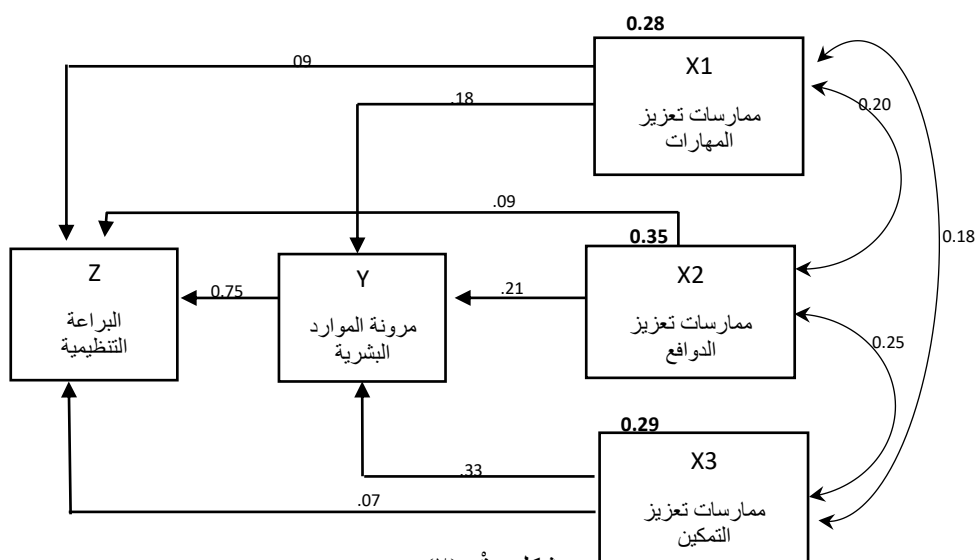 0.28
X1
ممارسات تعزيز
المهارات
09
.18
0.20
.09
0.18
0.35
X2
ممارسات تعزيز
الدوافع
Z
البراعة
التنظيمية
0.75
Y
مرونة الموارد
البشرية
.21
0.25
0.29
X3
ممارسات تعزيز
التمكين
.33
.07